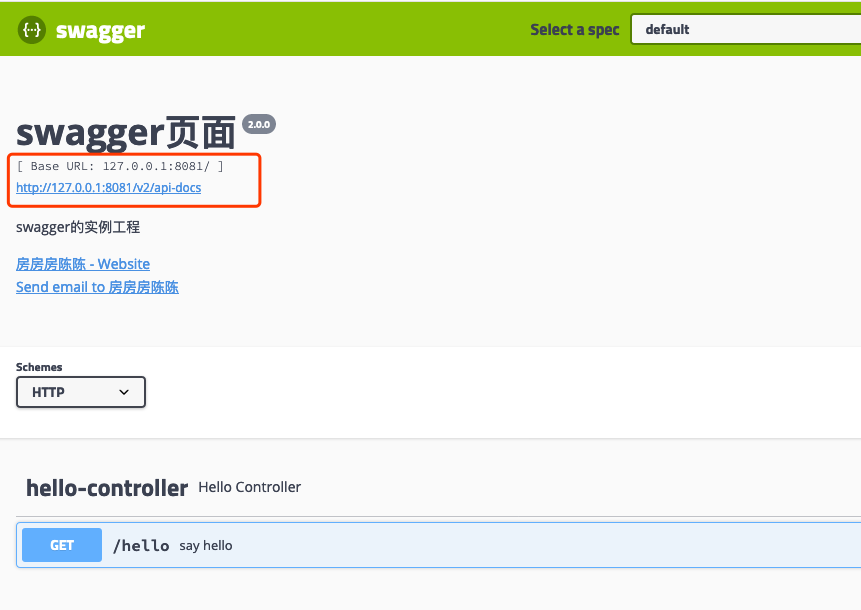 {··} swagger Select a spec default
swagger页面 2.0.0
[ Base URL: 127.0.0.1:8081/ ]
http://127.0.0.1:8081/v2/api-docs
swagger的实例工程
房房房陈陈 - Website
Send email to 房房房陈陈
Schemes
HTTP
hello-controller Hello Controller
GET /hello say hello